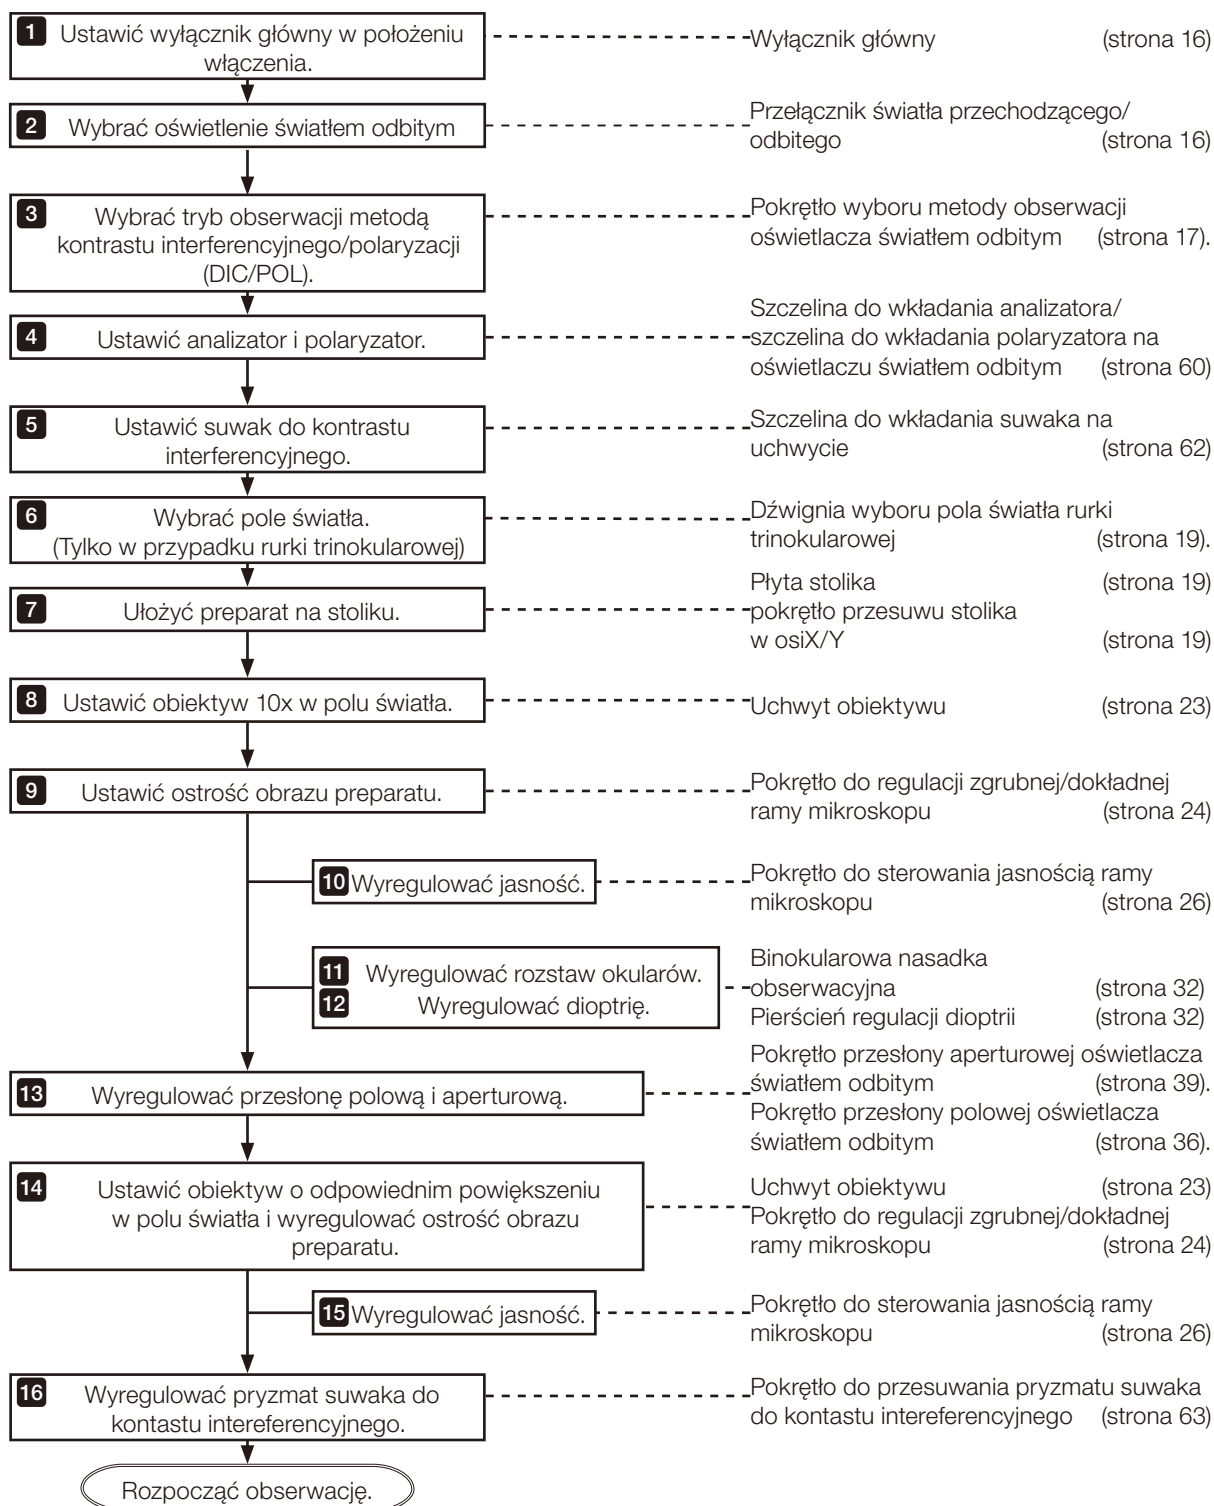 1 Ustawić wyłącznik główny w położeniu
włączenia.
Wyłącznik główny (strona 16)
2 Wybrać oświetlenie światłem odbitym
Przełącznik światła przechodzącego/
odbitego (strona 16)
3 Wybrać tryb obserwacji metodą
kontrastu interferencyjnego/polaryzacji
(DIC/POL).
Pokrętło wyboru metody obserwacji
oświetlacza światłem odbitym (strona 17).
4 Ustawić analizator i polaryzator.
Szczelina do wkładania analizatora/
szczelina do wkładania polaryzatora na
oświetlaczu światłem odbitym (strona 60)
5 Ustawić suwak do kontrastu
interferencyjnego.
Szczelina do wkładania suwaka na
uchwycie (strona 62)
6 Wybrać pole światła.
(Tylko w przypadku rurki trinokularowej)
Dźwignia wyboru pola światła rurki
trinokularowej (strona 19).
7 Ułożyć preparat na stoliku.
Płyta stolika (strona 19)
pokrętło przesuwu stolika
w osiX/Y (strona 19)
8 Ustawić obiektyw 10x w polu światła.
Uchwyt obiektywu (strona 23)
9 Ustawić ostrość obrazu preparatu.
Pokrętło do regulacji zgrubnej/dokładnej
ramy mikroskopu (strona 24)
10 Wyregulować jasność.
Pokrętło do sterowania jasnością ramy
mikroskopu (strona 26)
11 Wyregulować rozstaw okularów.
12 Wyregulować dioptrię.
Binokularowa nasadka
obserwacyjna (strona 32)
Pierścień regulacji dioptrii (strona 32)
13 Wyregulować przesłonę polową i aperturową.
Pokrętło przesłony aperturowej oświetlacza
światłem odbitym (strona 39).
Pokrętło przesłony polowej oświetlacza
światłem odbitym (strona 36).
14 Ustawić obiektyw o odpowiednim powiększeniu
w polu światła i wyregulować ostrość obrazu
preparatu.
Uchwyt obiektywu (strona 23)
Pokrętło do regulacji zgrubnej/dokładnej
ramy mikroskopu (strona 24)
15 Wyregulować jasność.
Pokrętło do sterowania jasnością ramy
mikroskopu (strona 26)
16 Wyregulować pryzmat suwaka do
kontastu intereferencyjnego.
Pokrętło do przesuwania pryzmatu suwaka
do kontastu intereferencyjnego (strona 63)
Rozpocząć obserwację.